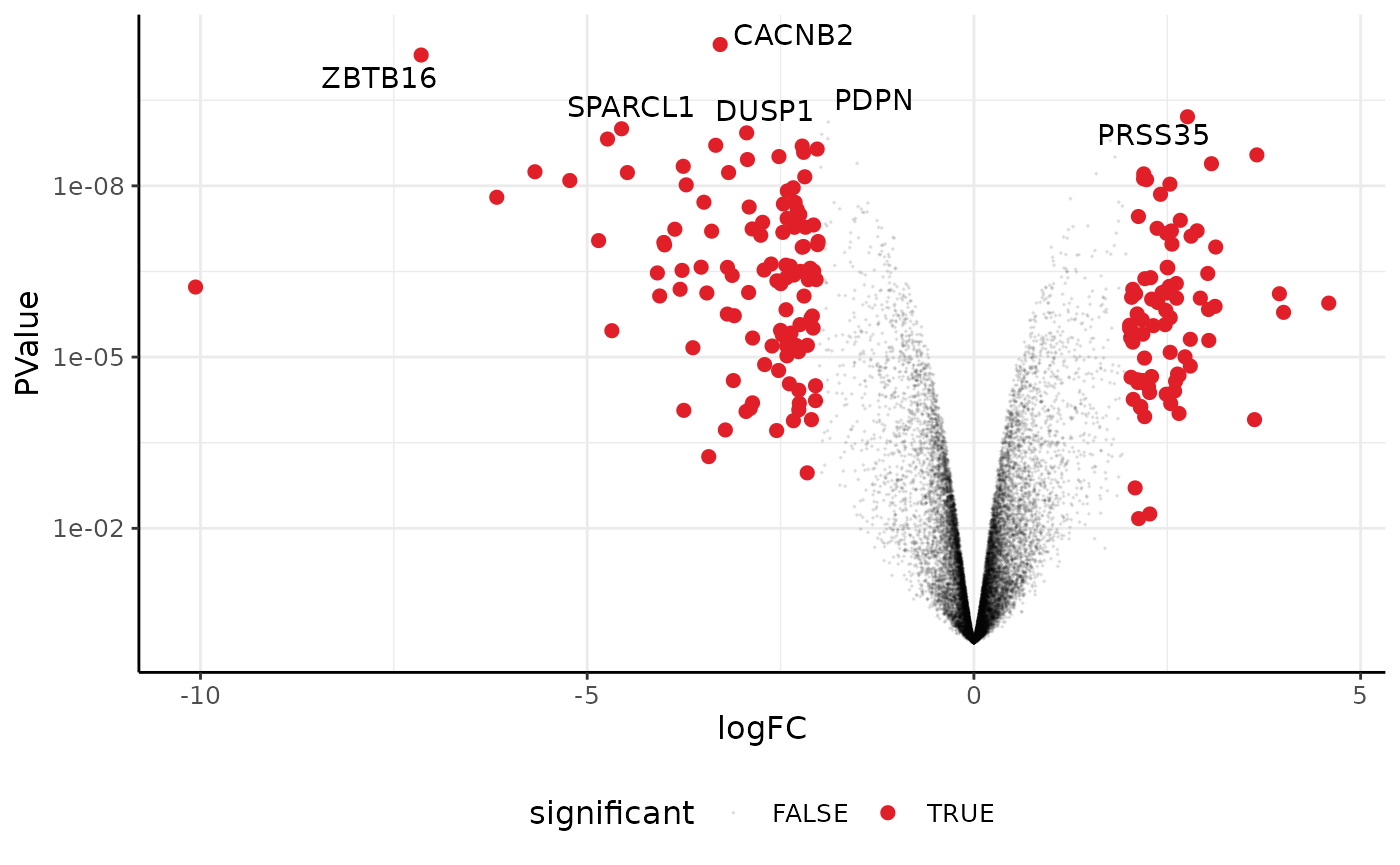 CACNB2
ZBTB16
SPARCL1
DUSP1
PDPN
PRSS35
PValue
1e-08
1e-05
1e-02
-10
-5
0
5
logFC
significant FALSE TRUE